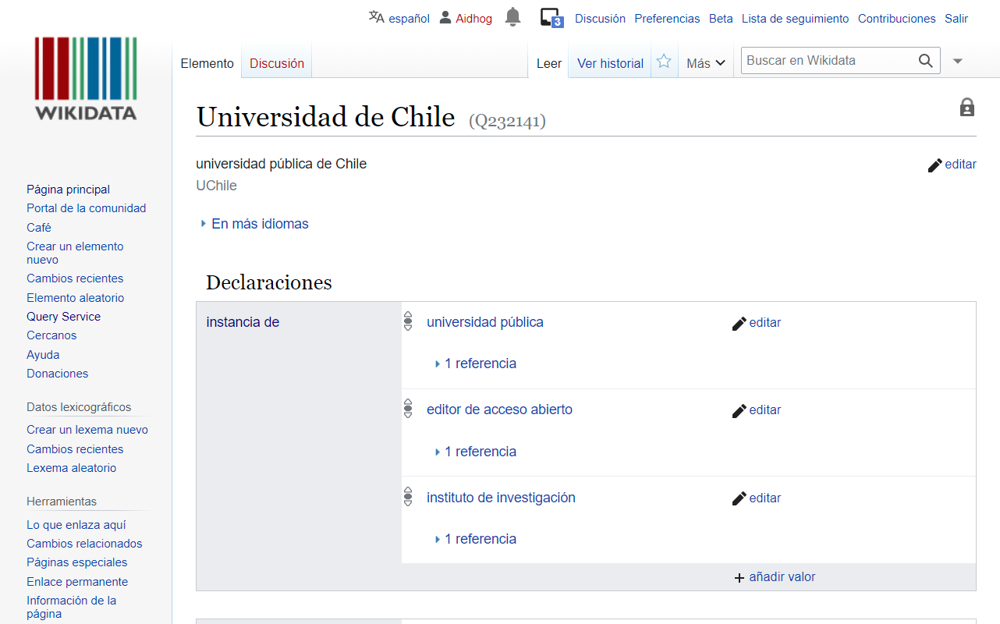 español Aidhog 3 Discusión Preferencias Beta Lista de seguimiento Contribuciones Salir
WIKIDATA
Elemento Discusión Leer Ver historial Más Buscar en Wikidata
Universidad de Chile (Q232141)
universidad pública de Chile editar
UChile
En más idiomas
Declaraciones
instancia de universidad pública editar
1 referencia
editor de acceso abierto editar
1 referencia
instituto de investigación editar
1 referencia
+ añadir valor
Página principal
Portal de la comunidad
Café
Crear un elemento
nuevo
Cambios recientes
Elemento aleatorio
Query Service
Cercanos
Ayuda
Donaciones
Datos lexicográficos
Crear un lexema nuevo
Cambios recientes
Lexema aleatorio
Herramientas
Lo que enlaza aquí
Cambios relacionados
Páginas especiales
Enlace permanente
Información de la
página